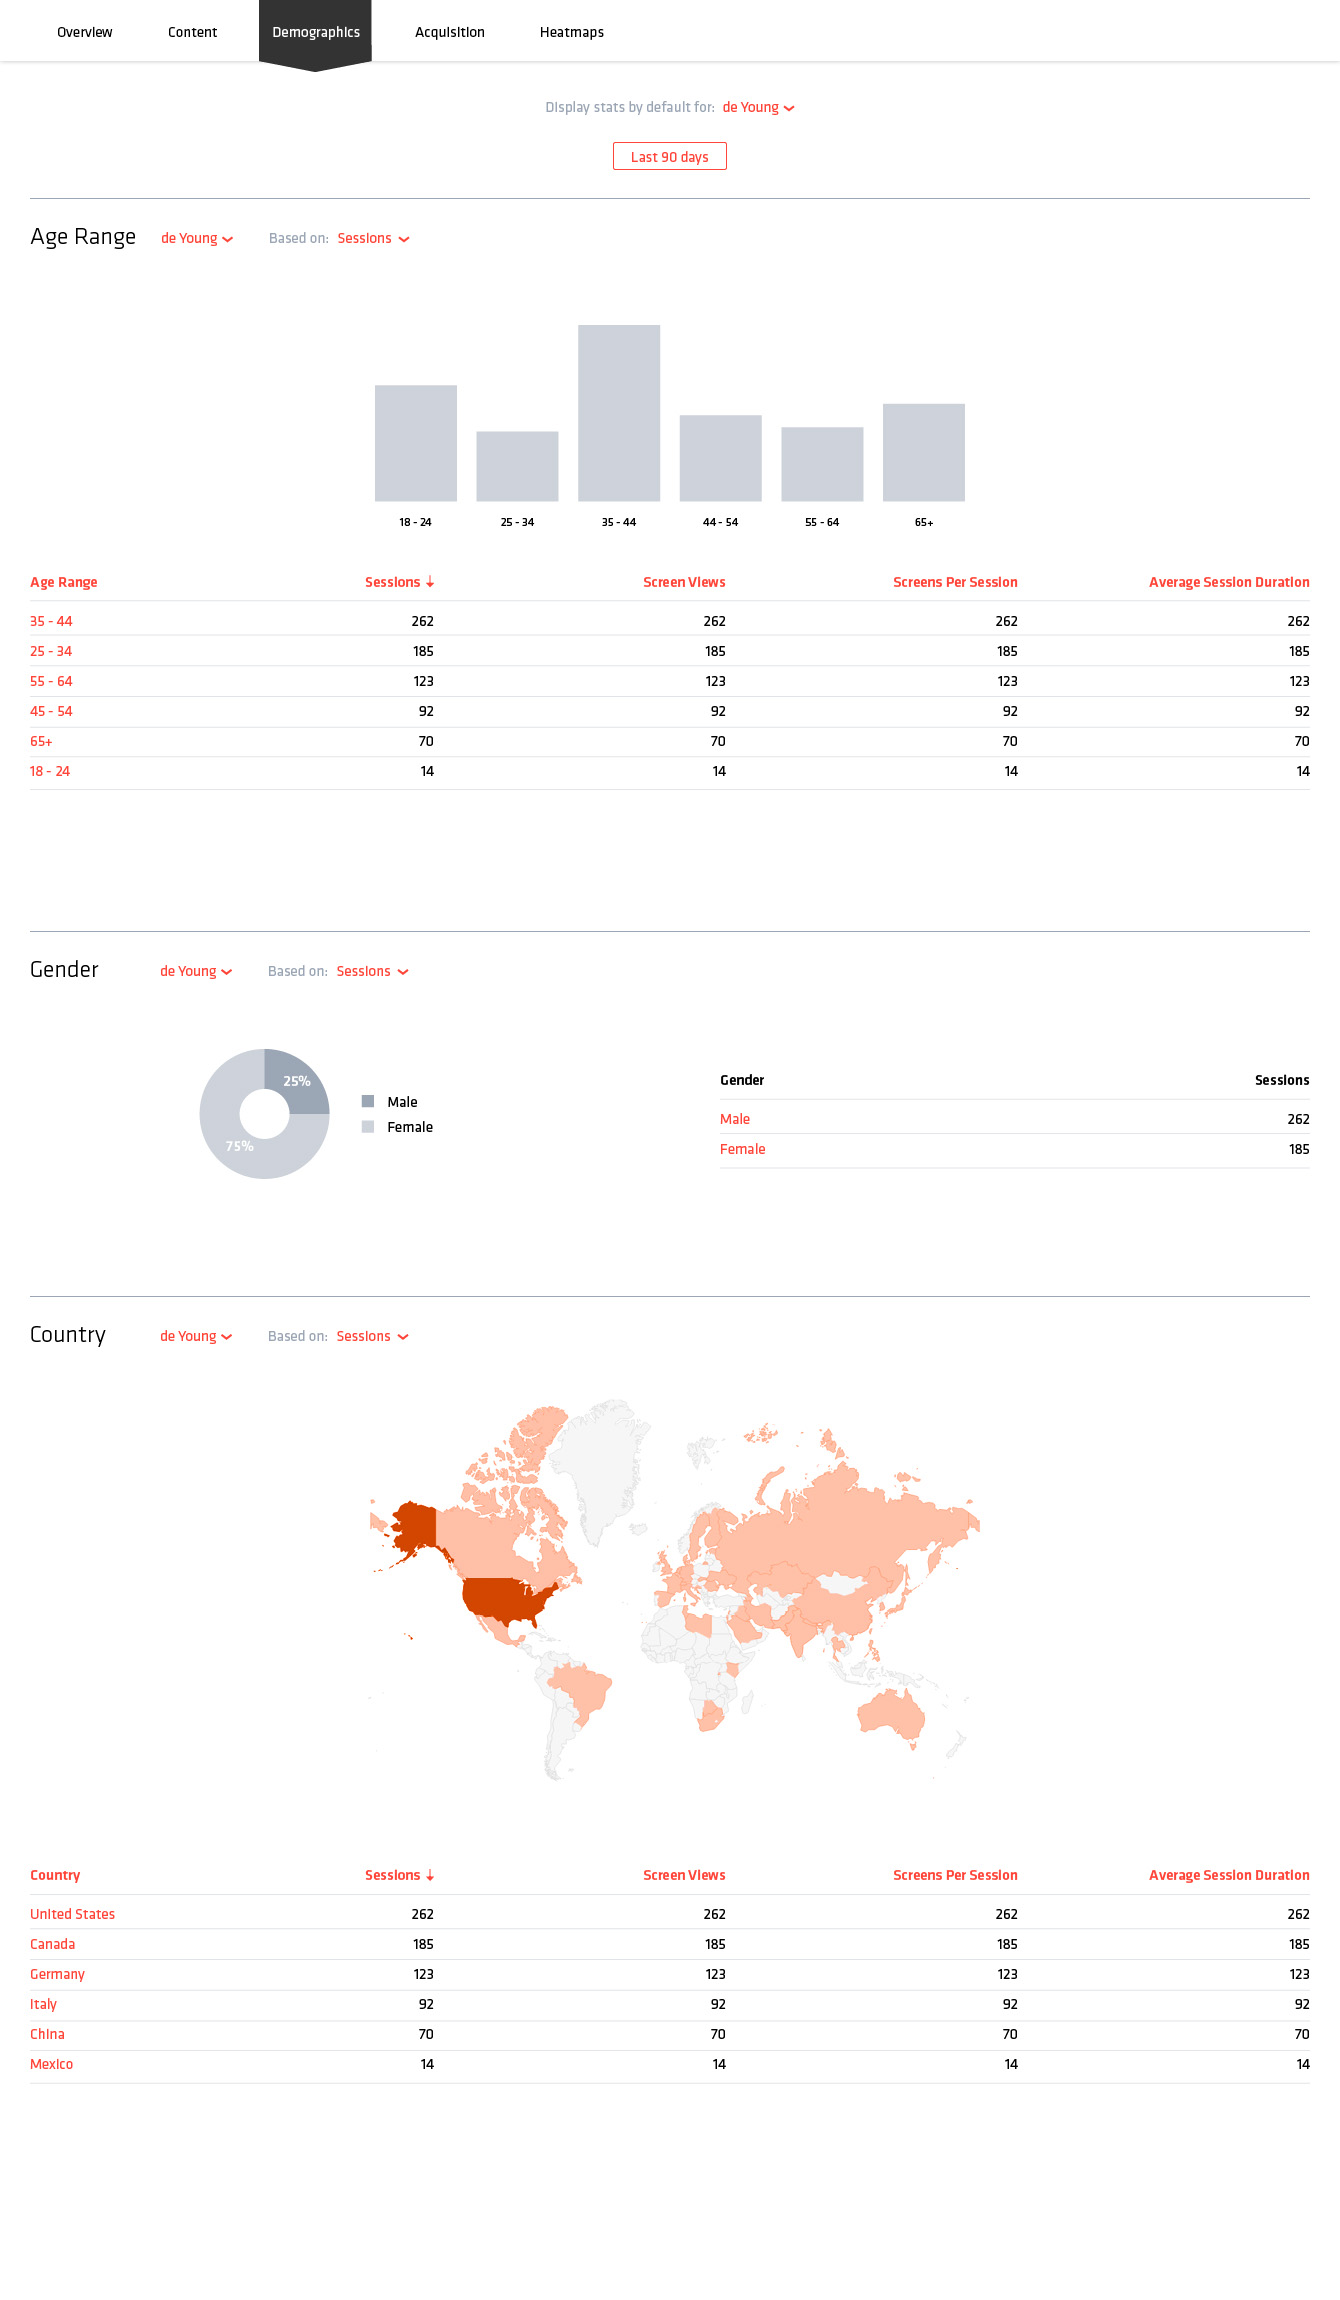 Overview Content Demographics Acquisition Heatmaps
Display stats by default for: de Young
Last 90 days
Age Range de Young Based on: Sessions
18 - 24 25 - 34 35 - 44 44 - 54 55 - 64 65+
Age Range Sessions ↓ Screen Views Screens Per Session Average Session Duration
35 - 44 262 262 262 262
25 - 34 185 185 185 185
55 - 64 123 123 123 123
45 - 54 92 92 92 92
65+ 70 70 70 70
18 - 24 14 14 14 14
Gender de Young Based on: Sessions
25%
75%
Male
Female
Gender Sessions
Male 262
Female 185
Country de Young Based on: Sessions
Country Sessions ↓ Screen Views Screens Per Session Average Session Duration
United States 262 262 262 262
Canada 185 185 185 185
Germany 123 123 123 123
Italy 92 92 92 92
China 70 70 70 70
Mexico 14 14 14 14